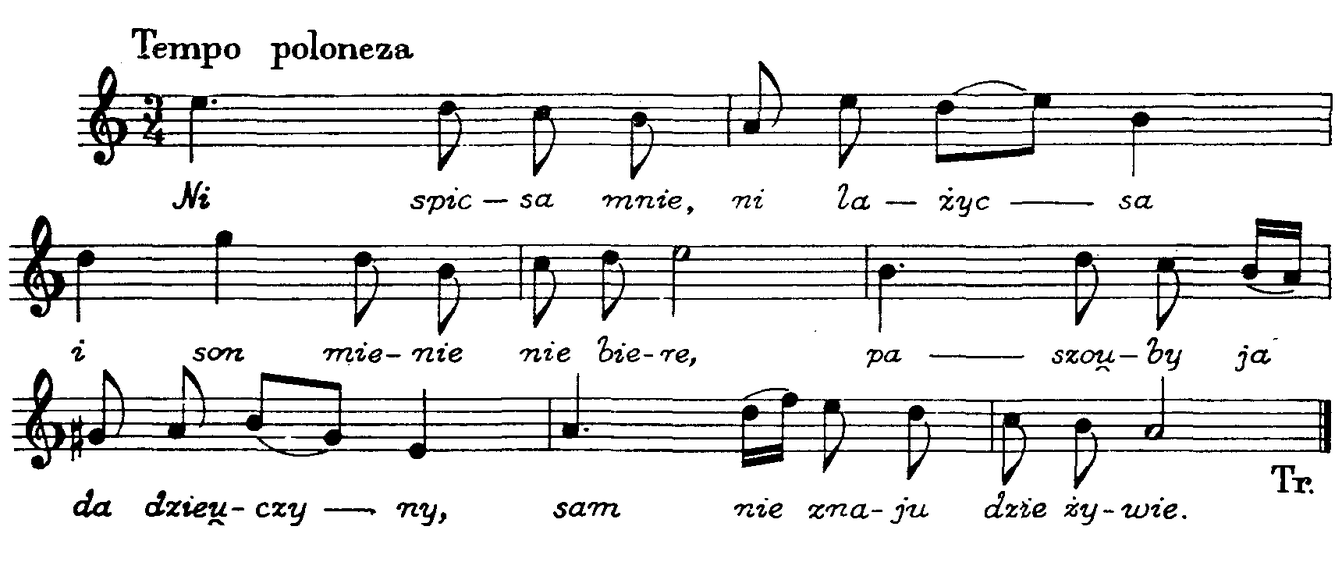 Tempo poloneza
Ni spic – sa mnie, ni la – życ — sa
i son mie – nie nie bie – re, pa — szou̯ – by ja
da dzieu̯ – czy — ny, sam nie zna – ju dzie ży – wie.
Tr.